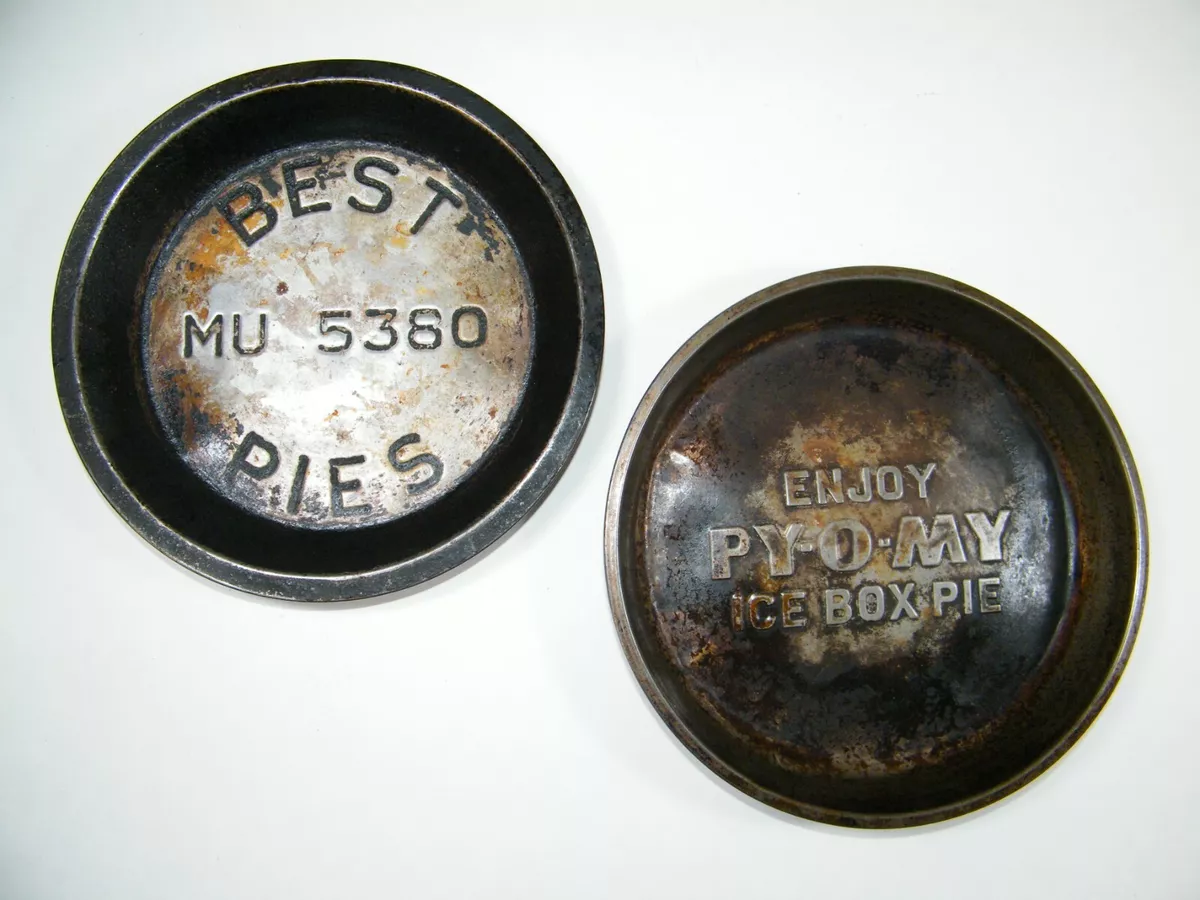 BEST
MU 5380
PIES
ENJOY
PY-O-MY
ICE BOX PIE